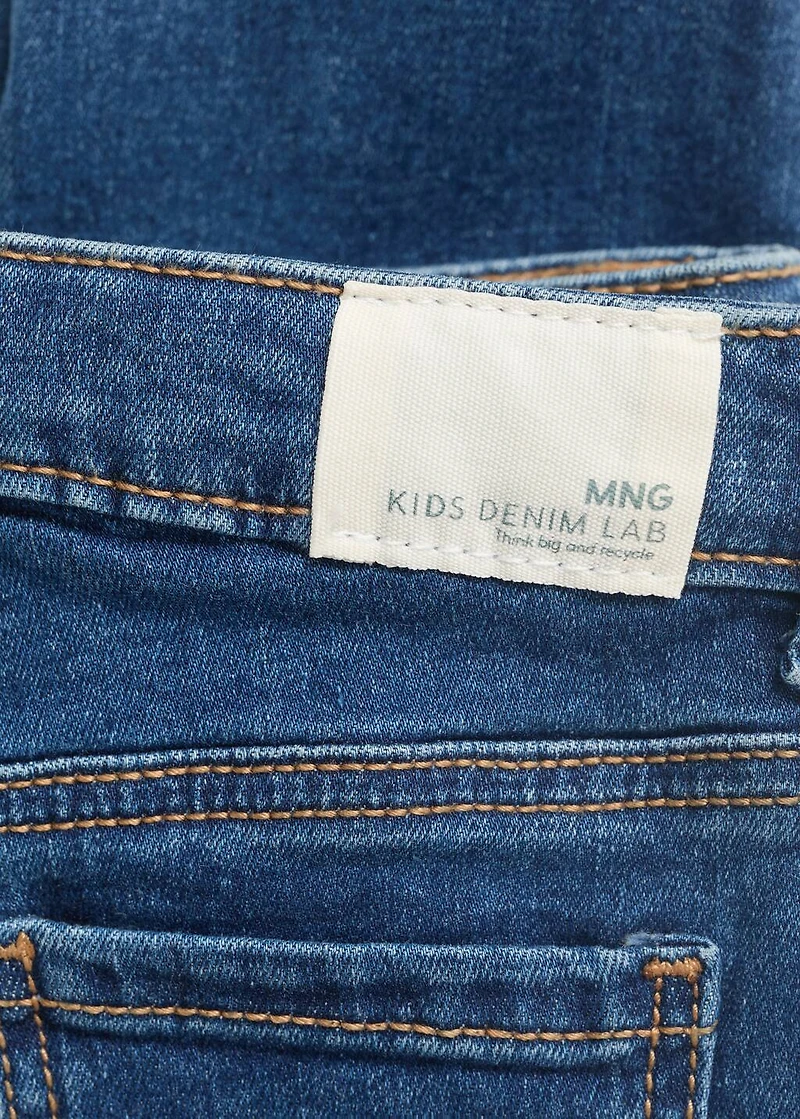 MNG
KIDS DENIM LAB
Think big and recycle